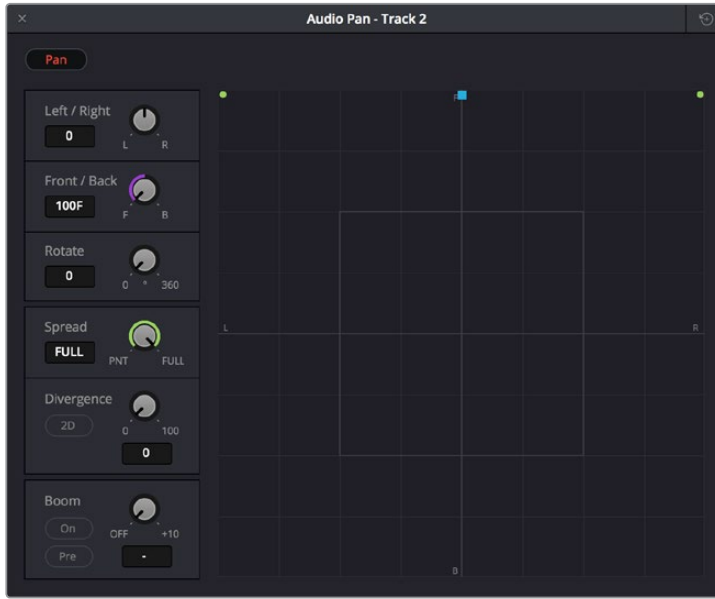 Audio Pan - Track 2
Pan
Left / Right
0
L R
Front / Back
100F
F B
Rotate
0
0 ° 360
Spread
FULL
PNT FULL
Divergence
2D
0 100
0
Boom
On
OFF +10
Pre
-
F
L
R
B